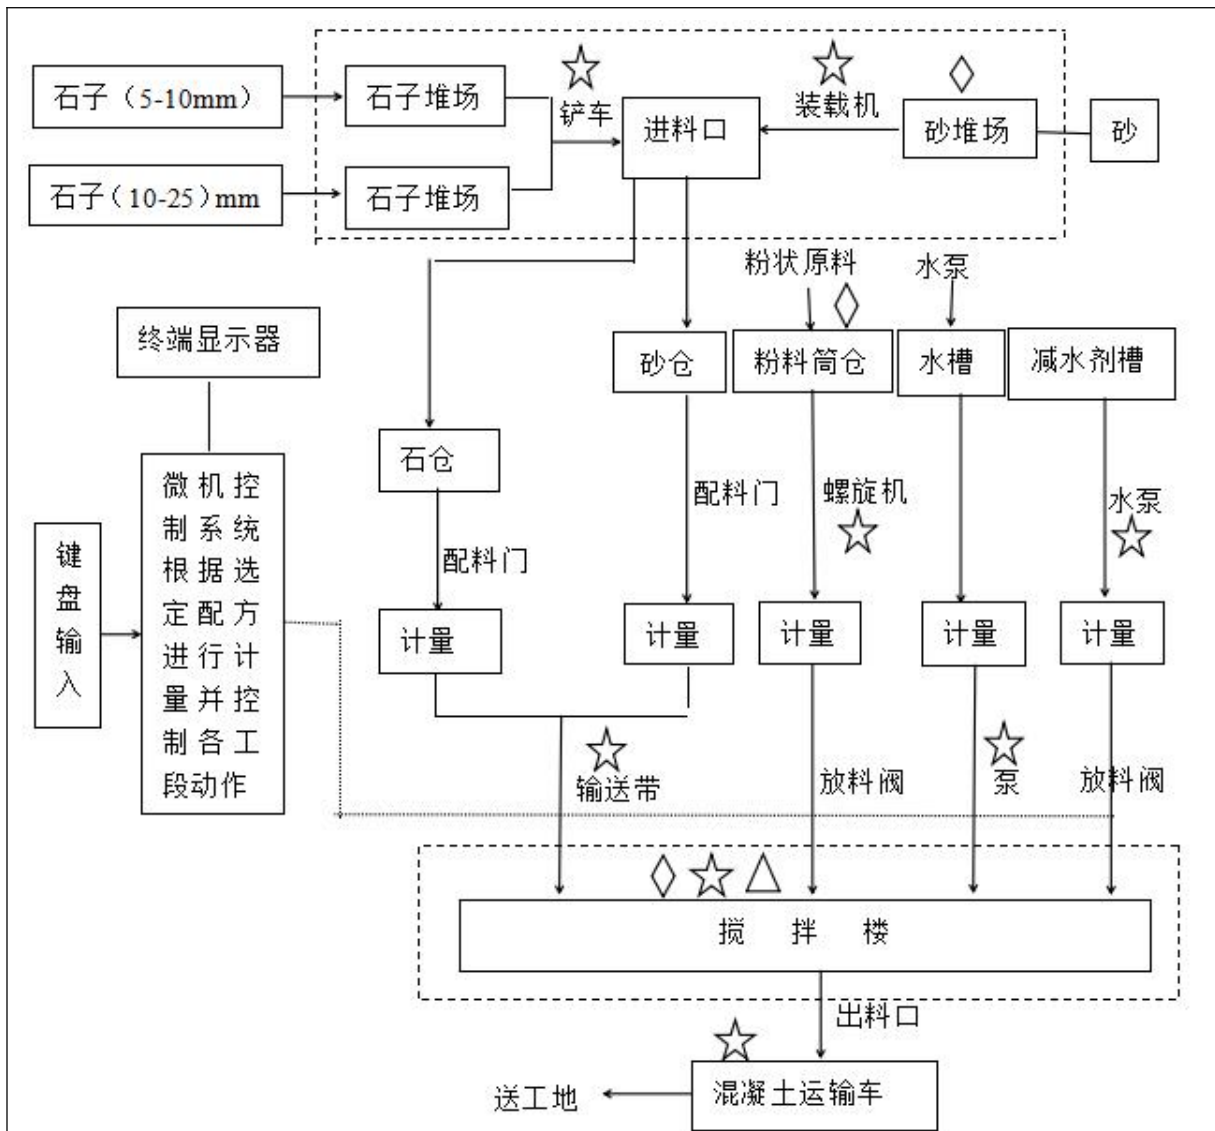 石子（5-10mm）
石子堆场
铲车
进料口
装载机
砂堆场
砂
石子（10-25）mm
石子堆场
粉状原料
水泵
终端显示器
砂仓
粉料筒仓
水槽
减水剂槽
石仓
配料门
螺旋机
水泵
键
盘
输
入
微机控
制系统
根据选
定配方
进行计
量并控
制各工
段动作
配料门
计量
计量
计量
计量
计量
输送带
放料阀
泵
放料阀
搅拌楼
出料口
混凝土运输车
送工地